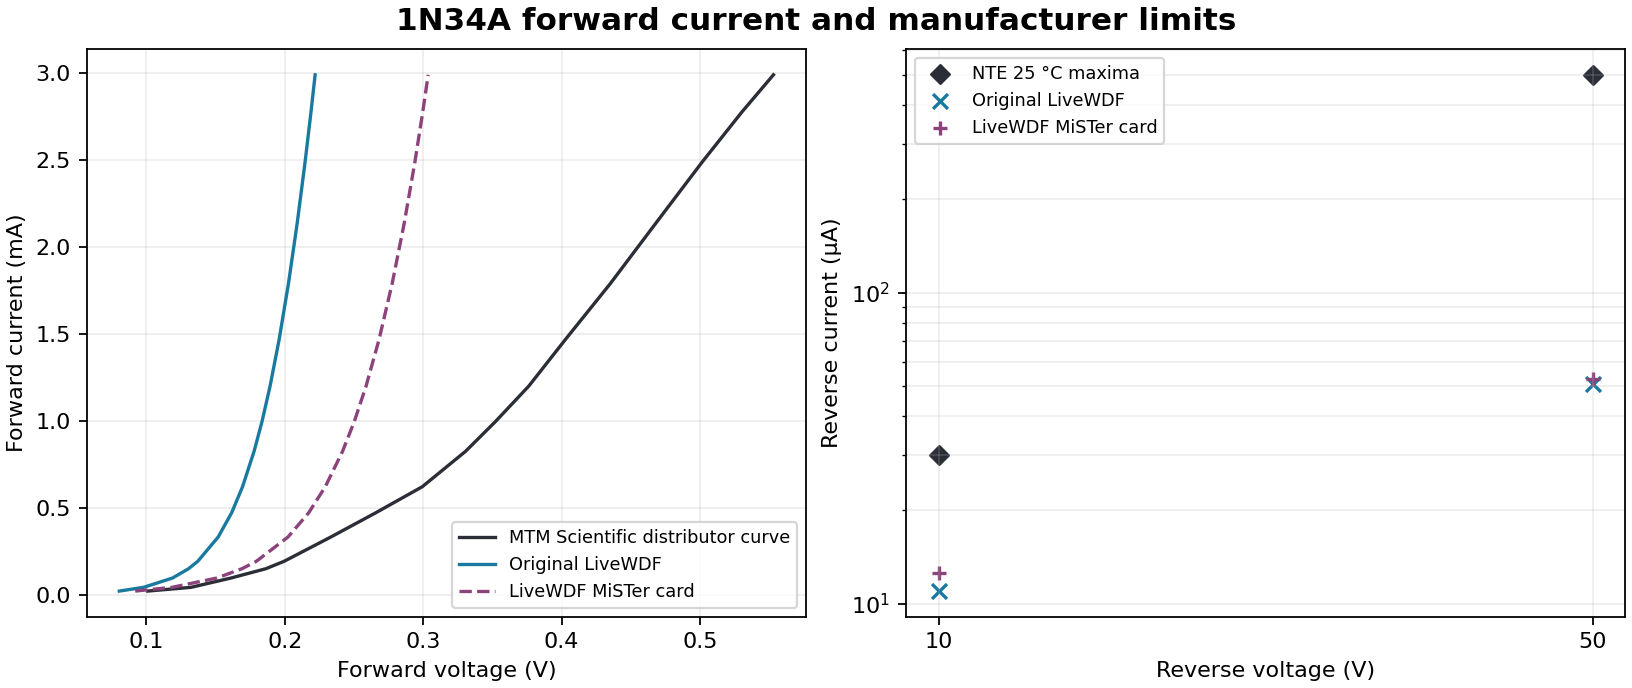 1N34A forward current and manufacturer limits
Forward current (mA)
3.0
2.5
2.0
1.5
1.0
0.5
0.0
0.1
0.2
0.3
0.4
0.5
Forward voltage (V)
MTM Scientific distributor curve
Original LiveWDF
LiveWDF MiSTer card
Reverse current (µA)
10²
10¹
10
50
Reverse voltage (V)
NTE 25 °C maxima
Original LiveWDF
LiveWDF MiSTer card